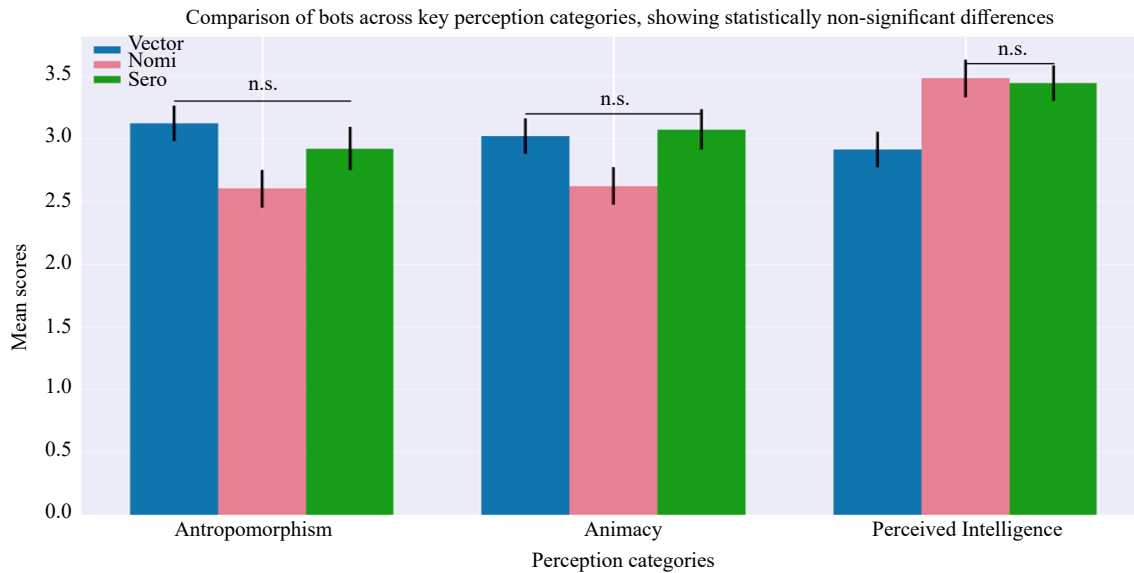 Comparison of bots across key perception categories, showing statistically non-significant differences
Vector
Nomi
Sero
n.s.
n.s.
n.s.
3.5
3.0
2.5
2.0
1.5
1.0
0.5
0.0
Mean scores
Antropomorphism
Animacy
Perceived Intelligence
Perception categories